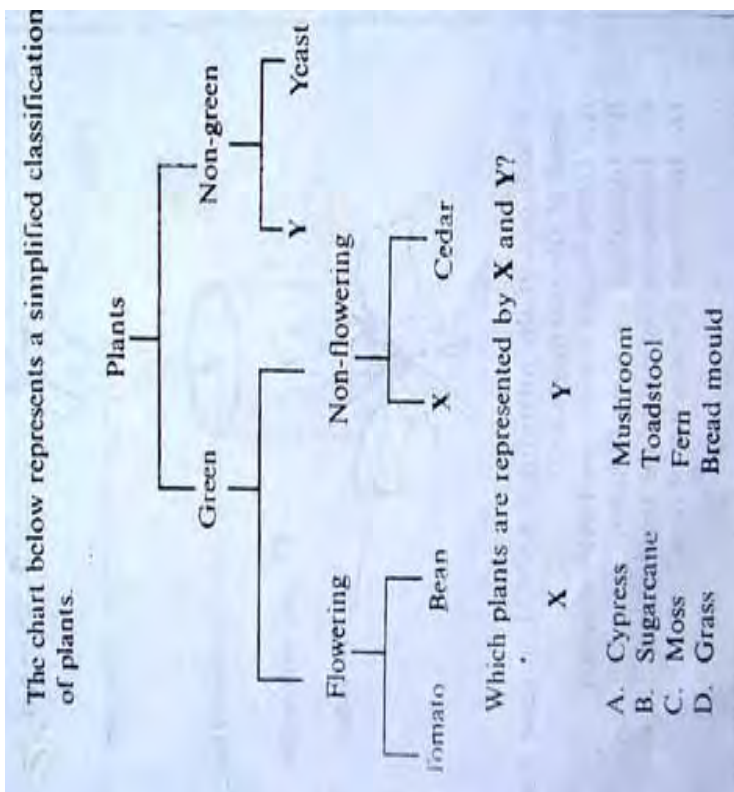 The chart below represents a simplified classification
of plants.
Plants
Green Non-green
Y Yeast
Flowering Non-flowering
Tomato Bean X Cedar
Which plants are represented by X and Y?
X Y
A. Cypress Mushroom
B. Sugarcane Toadstool
C. Moss Fern
D. Grass Bread mould